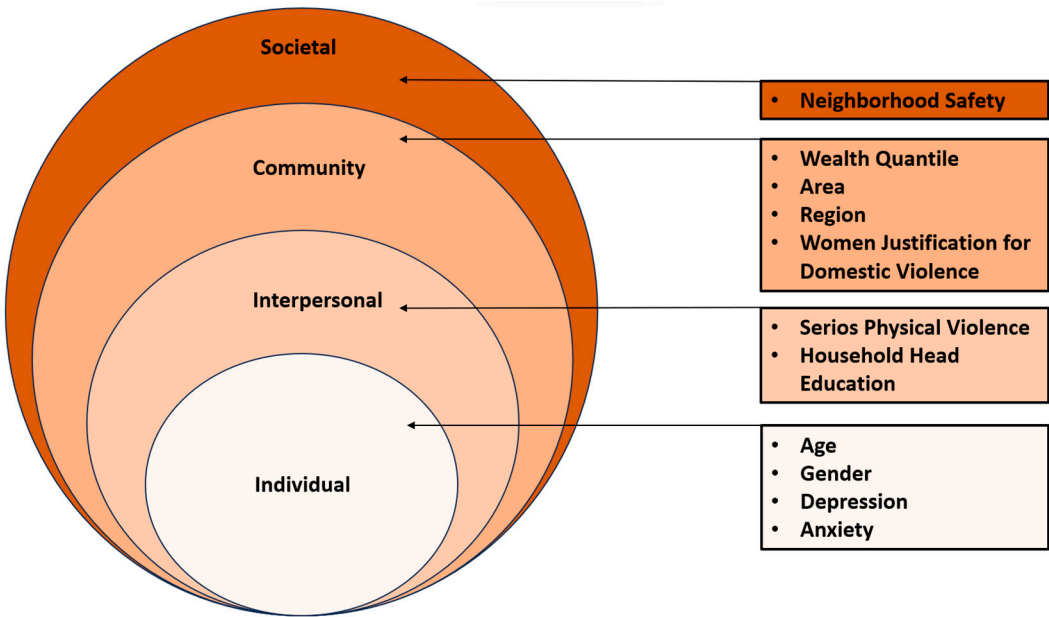 Societal
• Neighborhood Safety
Community
• Wealth Quantile
• Area
• Region
• Women Justification for
Domestic Violence
Interpersonal
• Serios Physical Violence
• Household Head
Education
Individual
• Age
• Gender
• Depression
• Anxiety